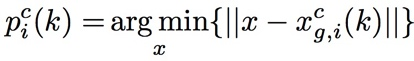 p_i^c(k) = arg min_x{||x − x_{g,i}^c(k)||}